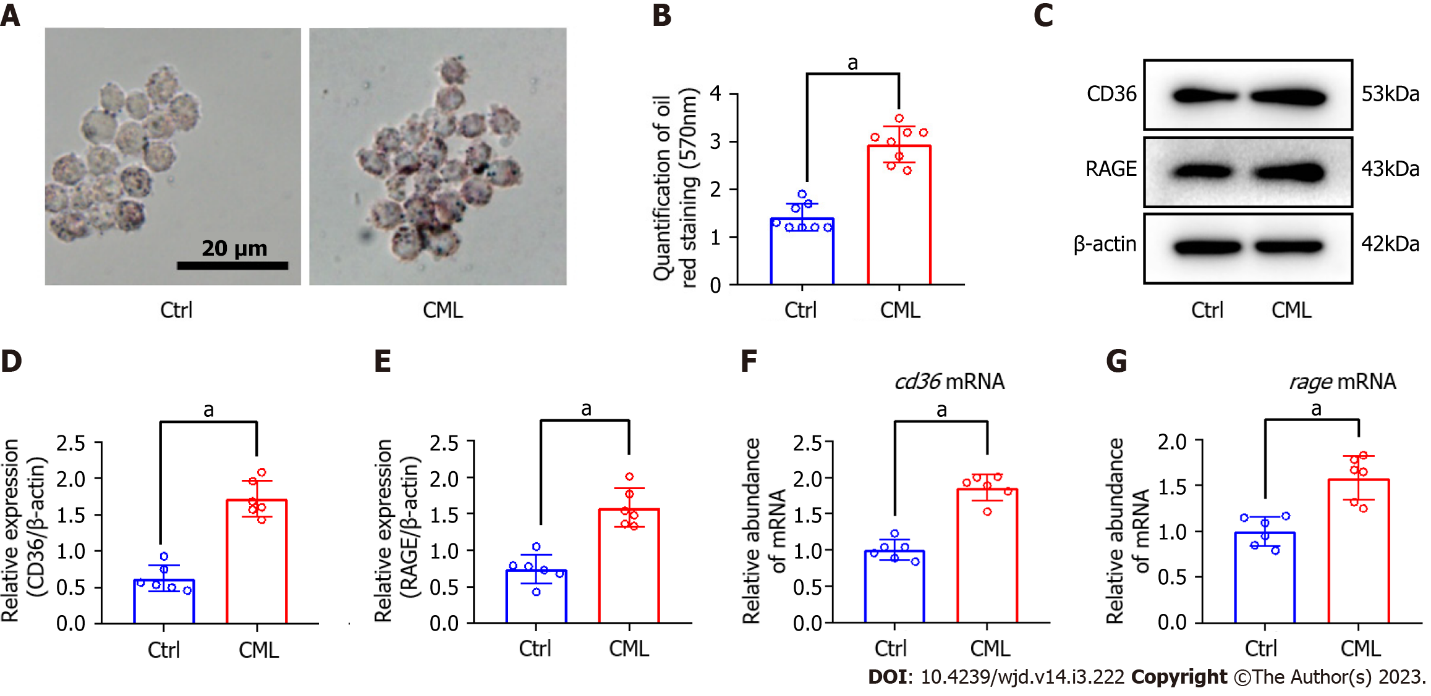 A
20 µm
Ctrl
CML
B
Quantification of oil
red staining (570nm)
4
3
2
1
0
a
Ctrl
CML
C
CD36
53kDa
RAGE
43kDa
β-actin
42kDa
Ctrl
CML
D
Relative expression
(CD36/β-actin)
2.5
2.0
1.5
1.0
0.5
0.0
a
Ctrl
CML
E
Relative expression
(RAGE/β-actin)
2.5
2.0
1.5
1.0
0.5
0.0
a
Ctrl
CML
F
cd36 mRNA
Relative abundance
of mRNA
2.5
2.0
1.5
1.0
0.5
0.0
a
Ctrl
CML
G
rage mRNA
Relative abundance
of mRNA
2.0
1.5
1.0
0.5
0.0
a
Ctrl
CML
DOI: 10.4239/wjd.v14.i3.222 Copyright ©The Author(s) 2023.